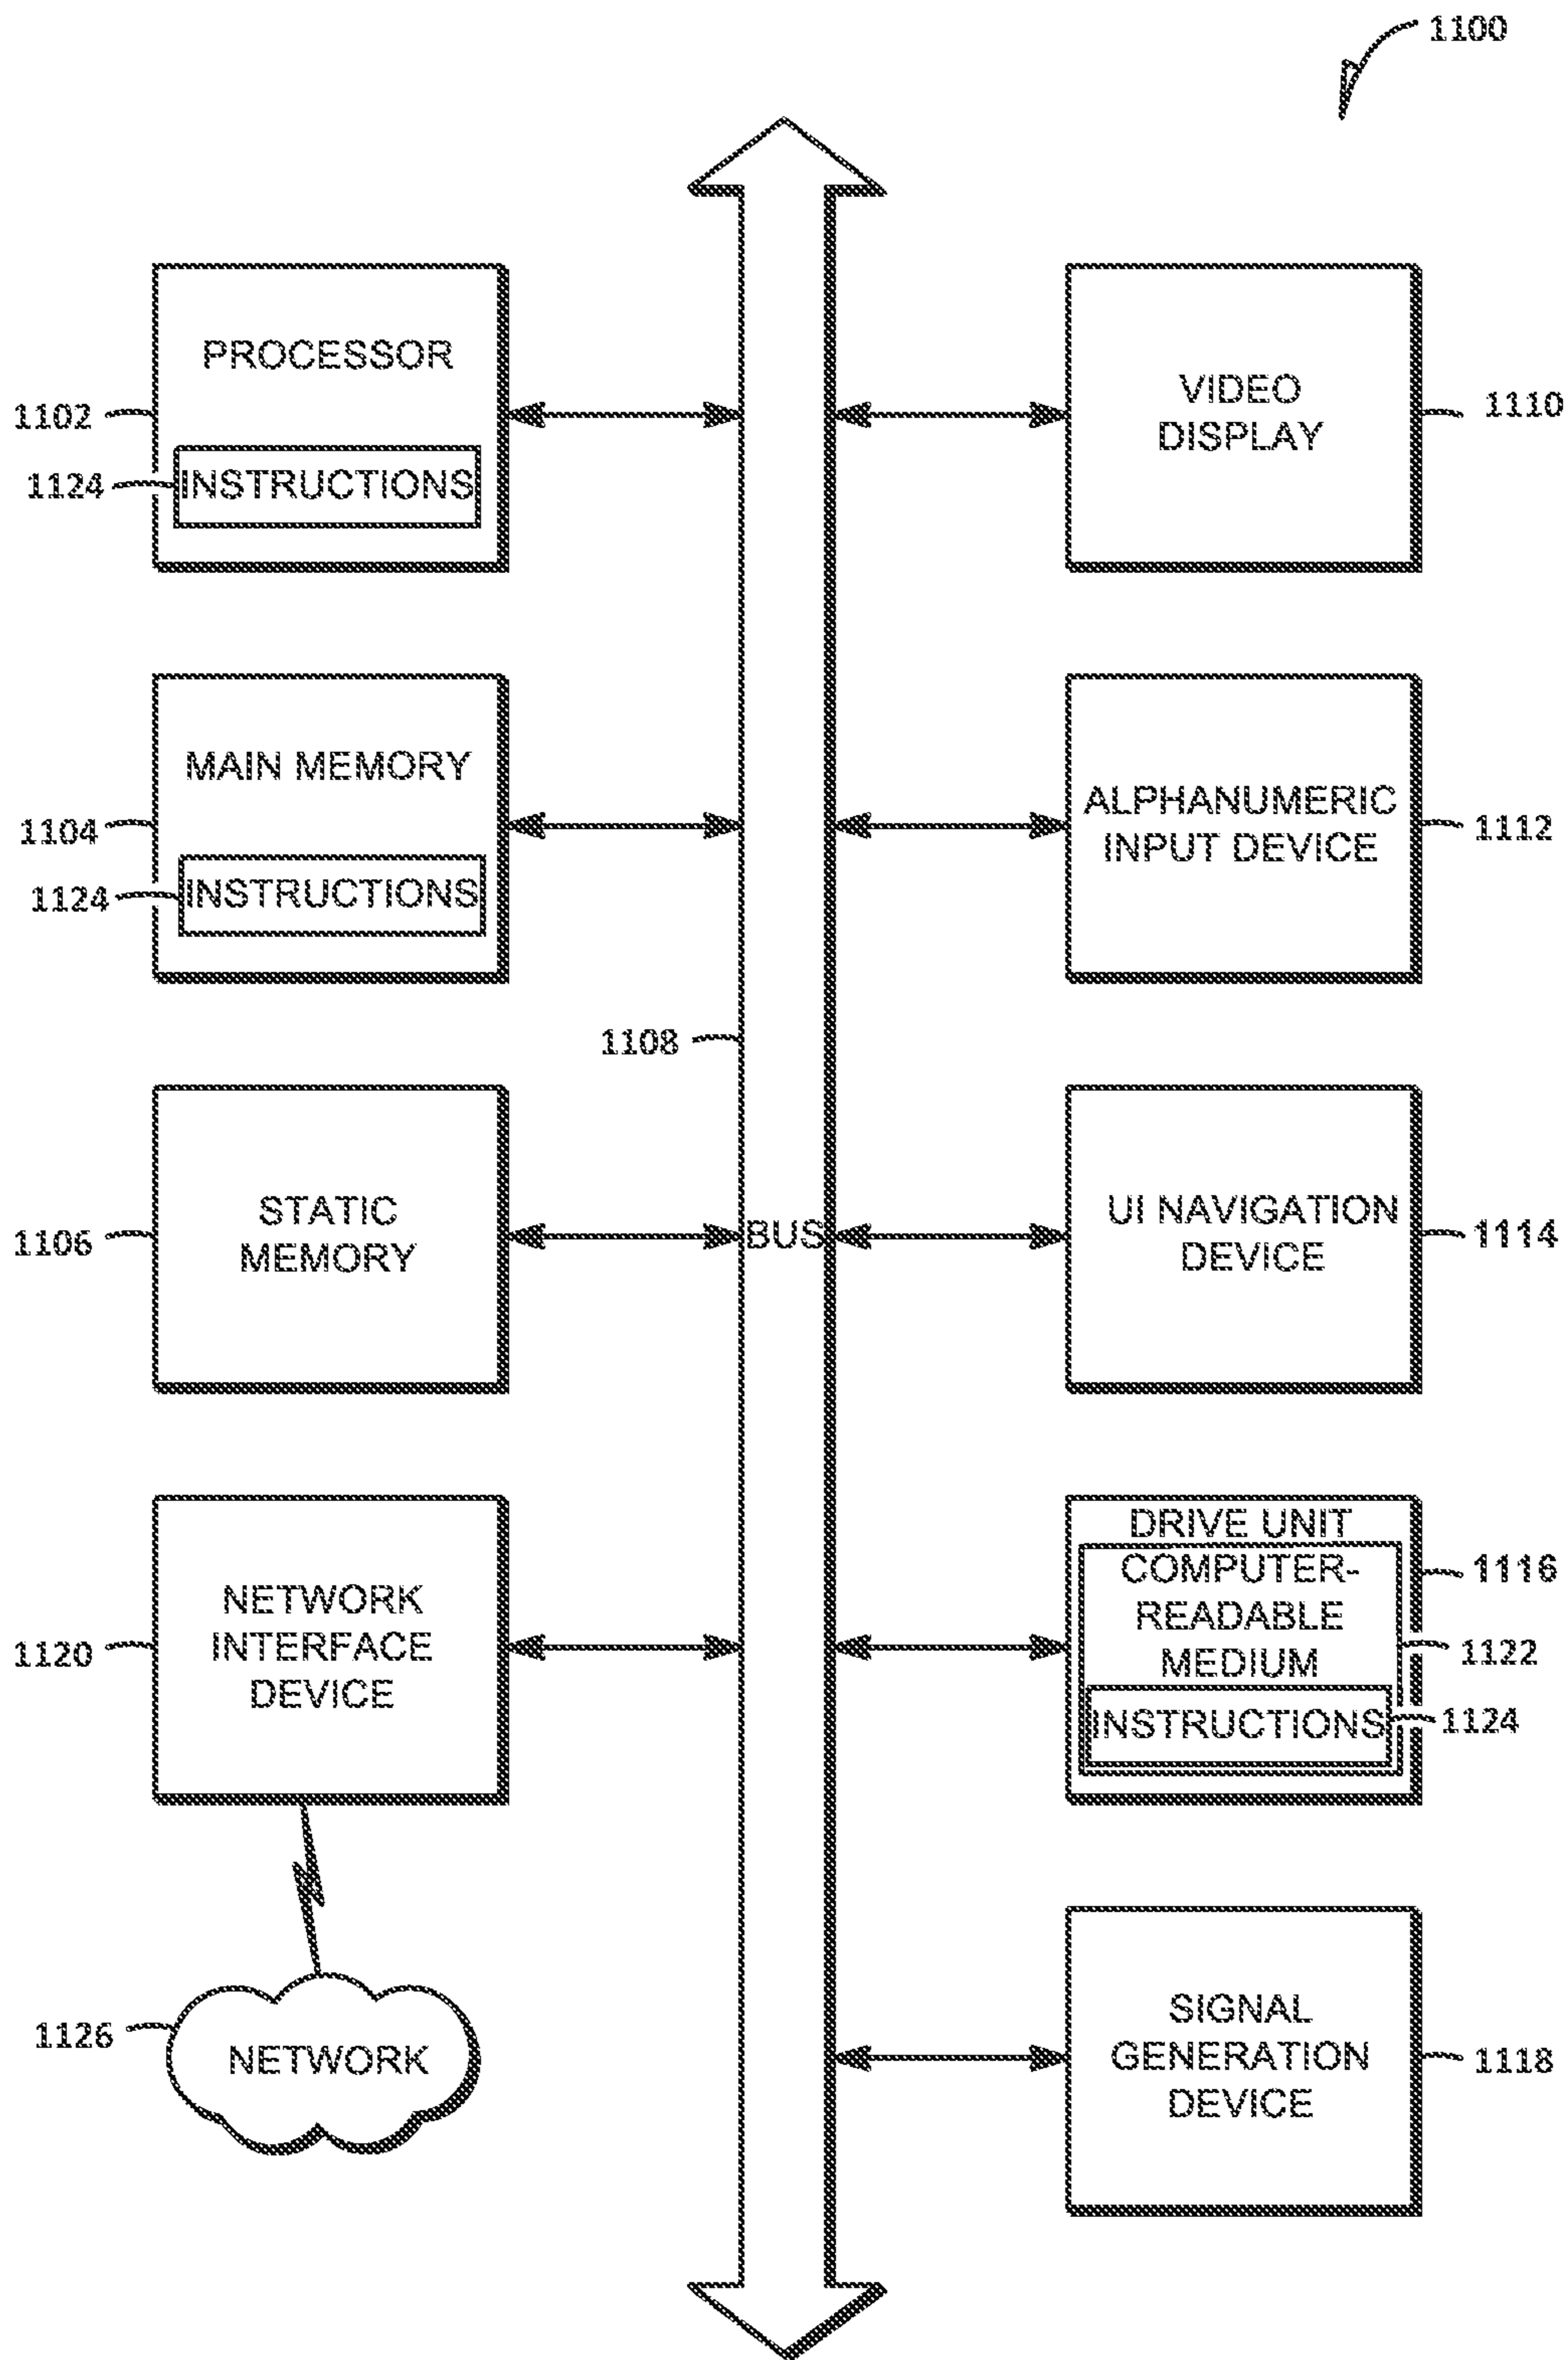 1100
PROCESSOR
1102
1124
INSTRUCTIONS
VIDEO
DISPLAY
1110
MAIN MEMORY
1104
1124
INSTRUCTIONS
ALPHANUMERIC
INPUT DEVICE
1112
1108
STATIC
MEMORY
1106
BUS
UI NAVIGATION
DEVICE
1114
NETWORK
INTERFACE
DEVICE
1120
DRIVE UNIT
COMPUTER-
READABLE
MEDIUM
INSTRUCTIONS
1116
1122
1124
1126
NETWORK
SIGNAL
GENERATION
DEVICE
1118